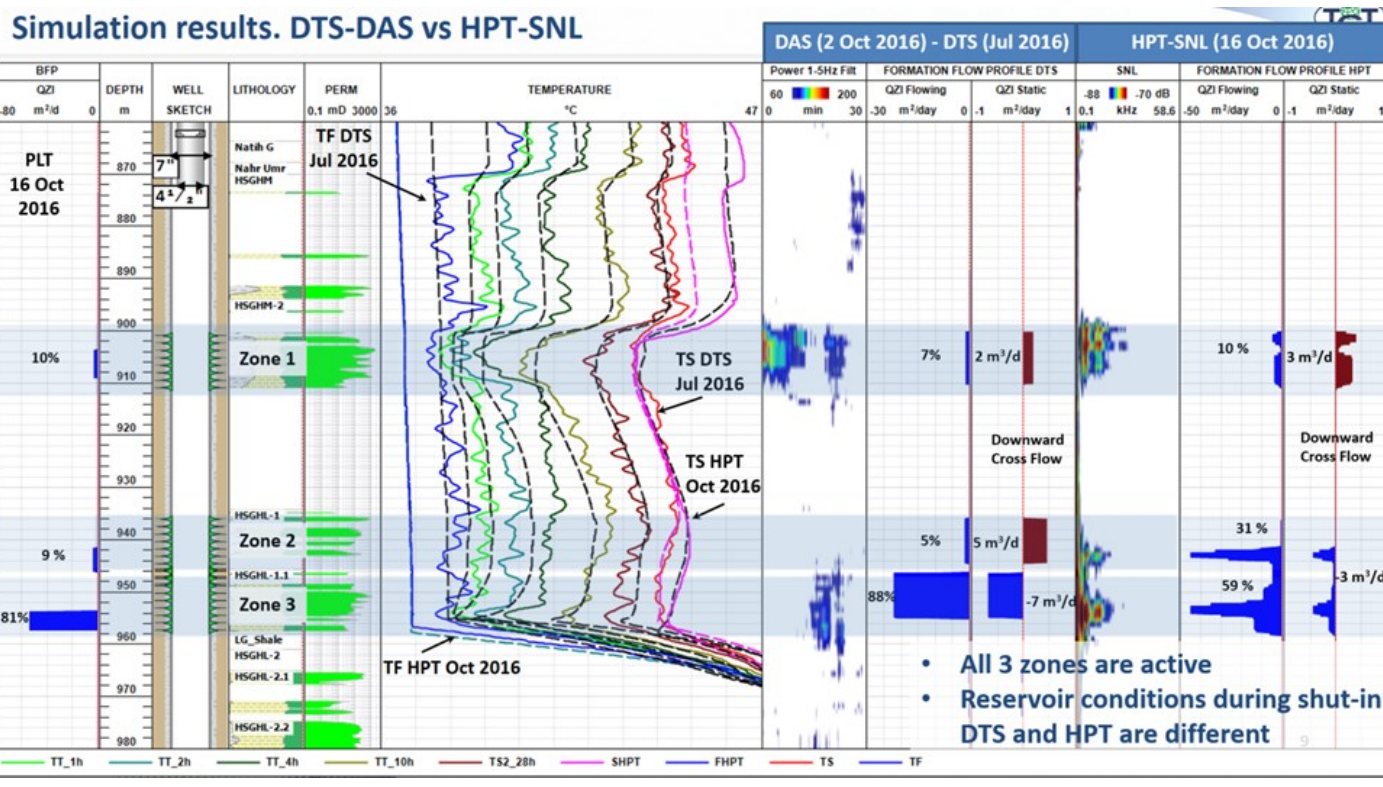 Simulation results. DTS-DAS vs HPT-SNL
DAS (2 Oct 2016) - DTS (Jul 2016)
HPT-SNL (16 Oct 2016)
BFP
QZI
-80 m³/d 0
DEPTH
m
WELL
SKETCH
LITHOLOGY
PERM
0.1 mD 3000
TEMPERATURE
36 °C 47
Power 1-5Hz Filt
60 200
0 min 30
FORMATION FLOW PROFILE DTS
QZI Flowing
-30 m³/day 0
QZI Static
-1 m³/day 1
SNL
-88 -70 dB
0.1 kHz 58.6
FORMATION FLOW PROFILE HPT
QZI Flowing
-50 m³/day 0
QZI Static
-1 m³/day 1
PLT
16 Oct
2016
7"
4¹/₂"
870
880
890
900
910
920
930
940
950
960
970
980
Natih G
Nahr Umr
HSGHM
HSGHM-2
Zone 1
HSGHL-1
Zone 2
HSGHL-1.1
Zone 3
LG_Shale
HSGHL-2
HSGHL-2.1
HSGHL-2.2
10%
9 %
81%
TF DTS
Jul 2016
TS DTS
Jul 2016
TS HPT
Oct 2016
TF HPT Oct 2016
7%
2 m³/d
Downward
Cross Flow
5%
5 m³/d
88%
-7 m³/d
10 %
3 m³/d
Downward
Cross Flow
31 %
59 %
-3 m³/d
• All 3 zones are active
• Reservoir conditions during shut-in
DTS and HPT are different
9
TT_1h TT_2h TT_4h TT_10h TS2_28h SHPT FHPT TS TF